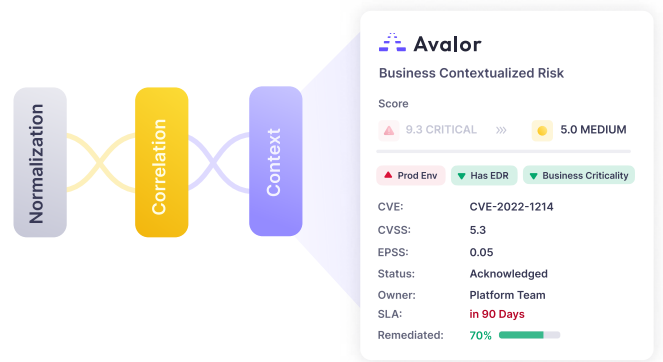 Normalization
Correlation
Context
Avalor
Business Contextualized Risk
Score
9.3 CRITICAL
5.0 MEDIUM
Prod Env
Has EDR
Business Criticality
CVE: CVE-2022-1214
CVSS: 5.3
EPSS: 0.05
Status: Acknowledged
Owner: Platform Team
SLA: in 90 Days
Remediated: 70%